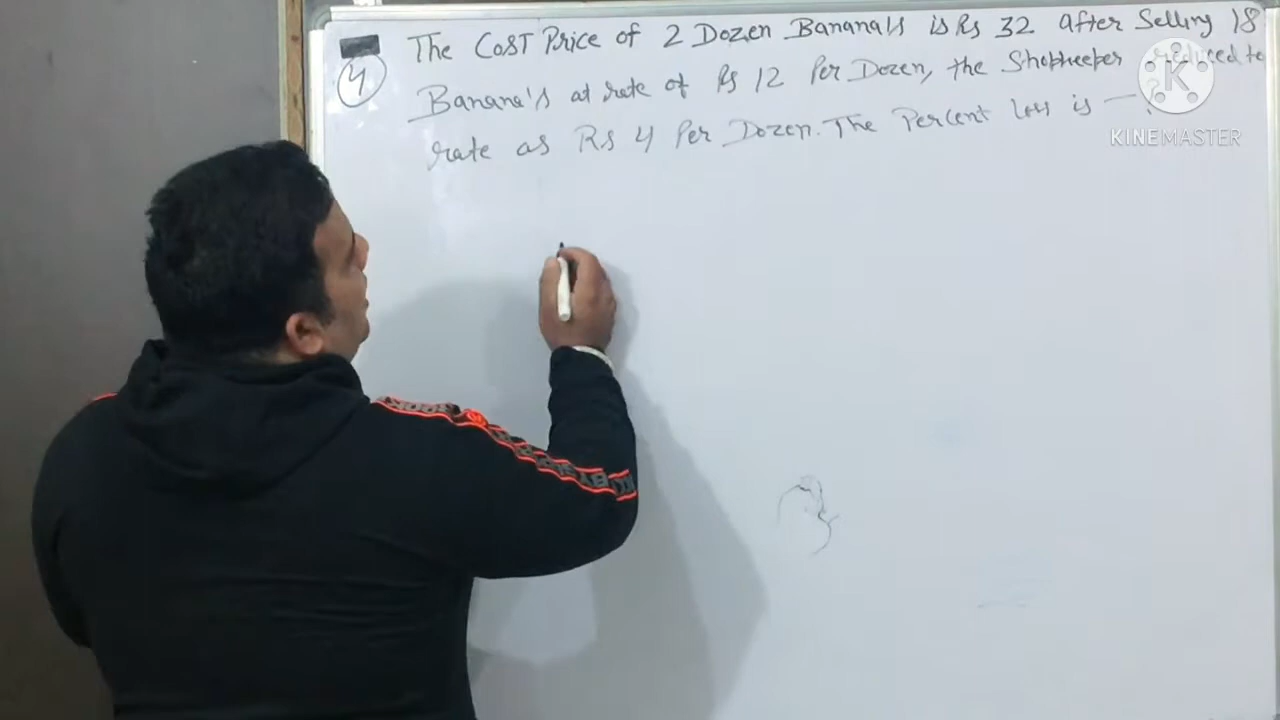 4
The Cost Price of 2 Dozen Banana's is Rs 32 After Selling 18
Banana's at rate of Rs 12 Per Dozen, the Shopkeeper reduced to
rate as Rs 4 Per Dozen. The Percent loss is — ?
K
KINEMASTER